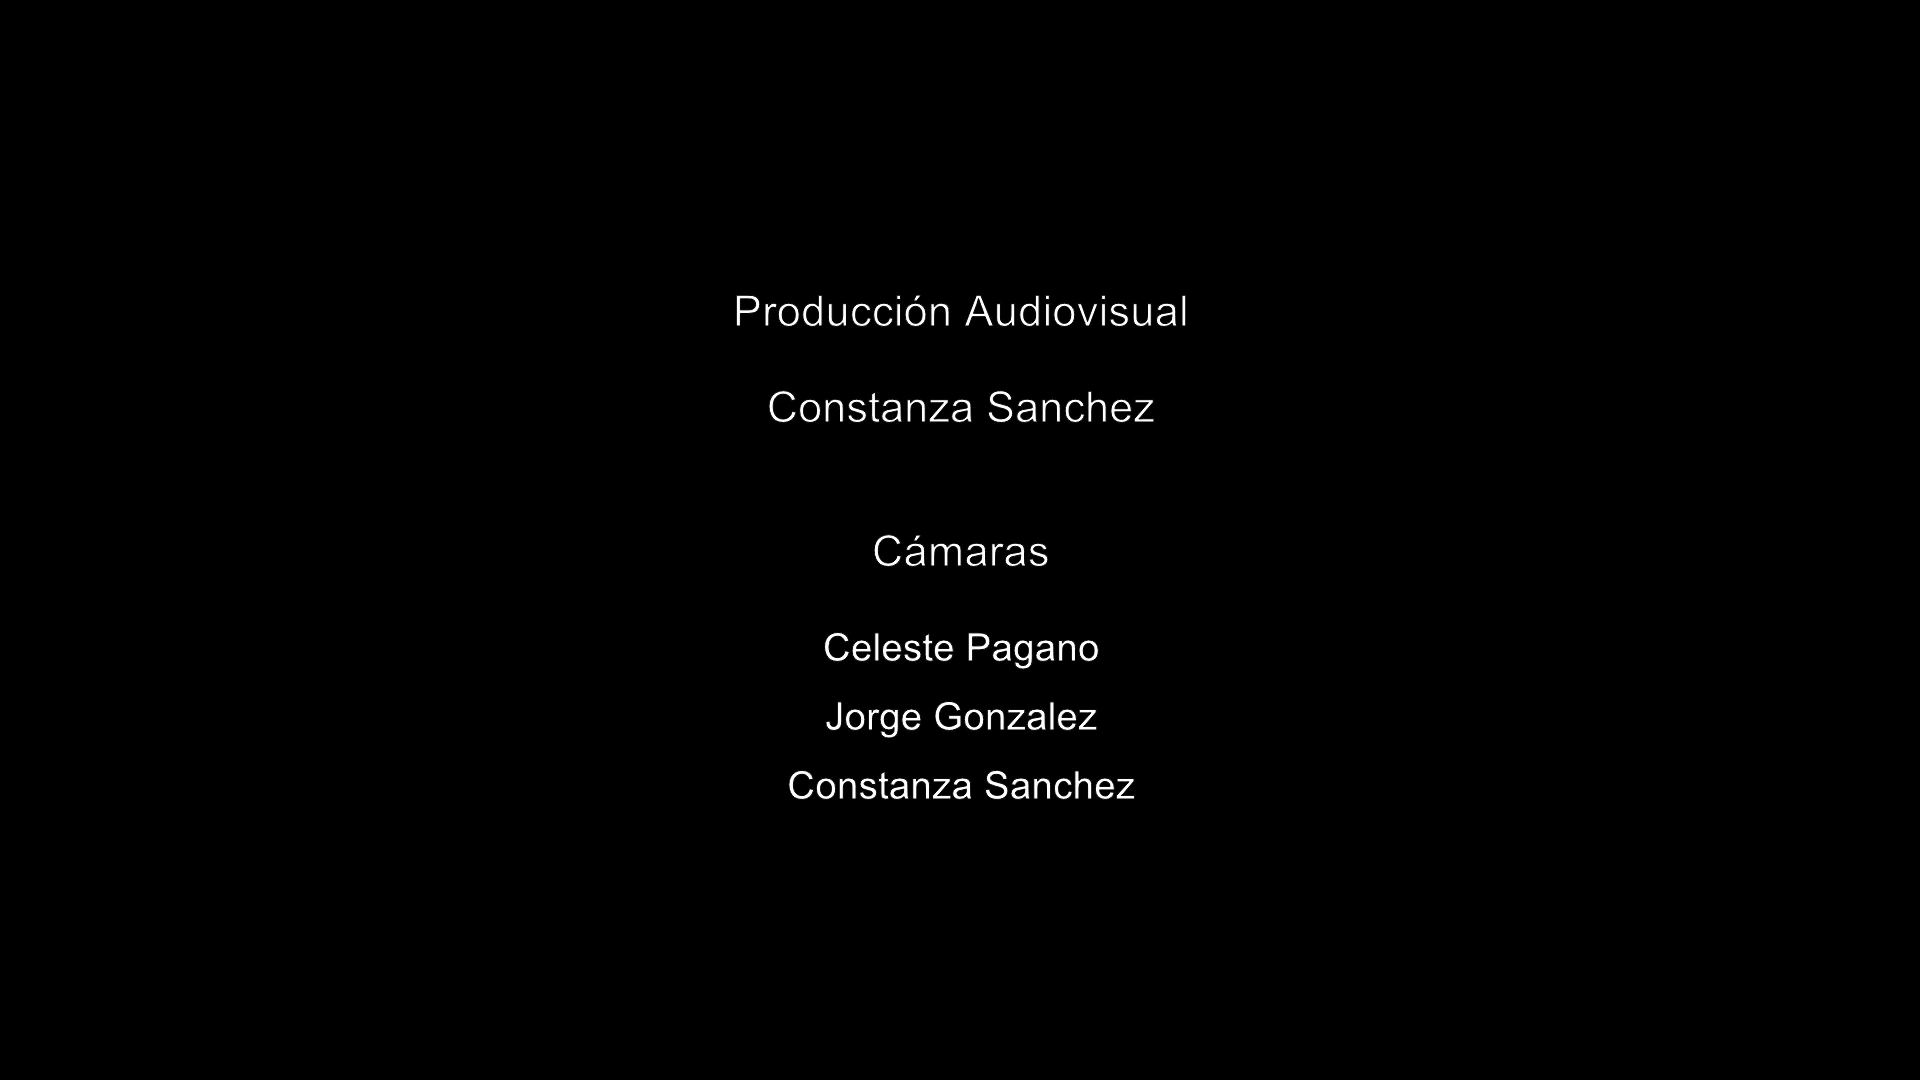 Producción Audiovisual
Constanza Sanchez
Cámaras
Celeste Pagano
Jorge Gonzalez
Constanza Sanchez